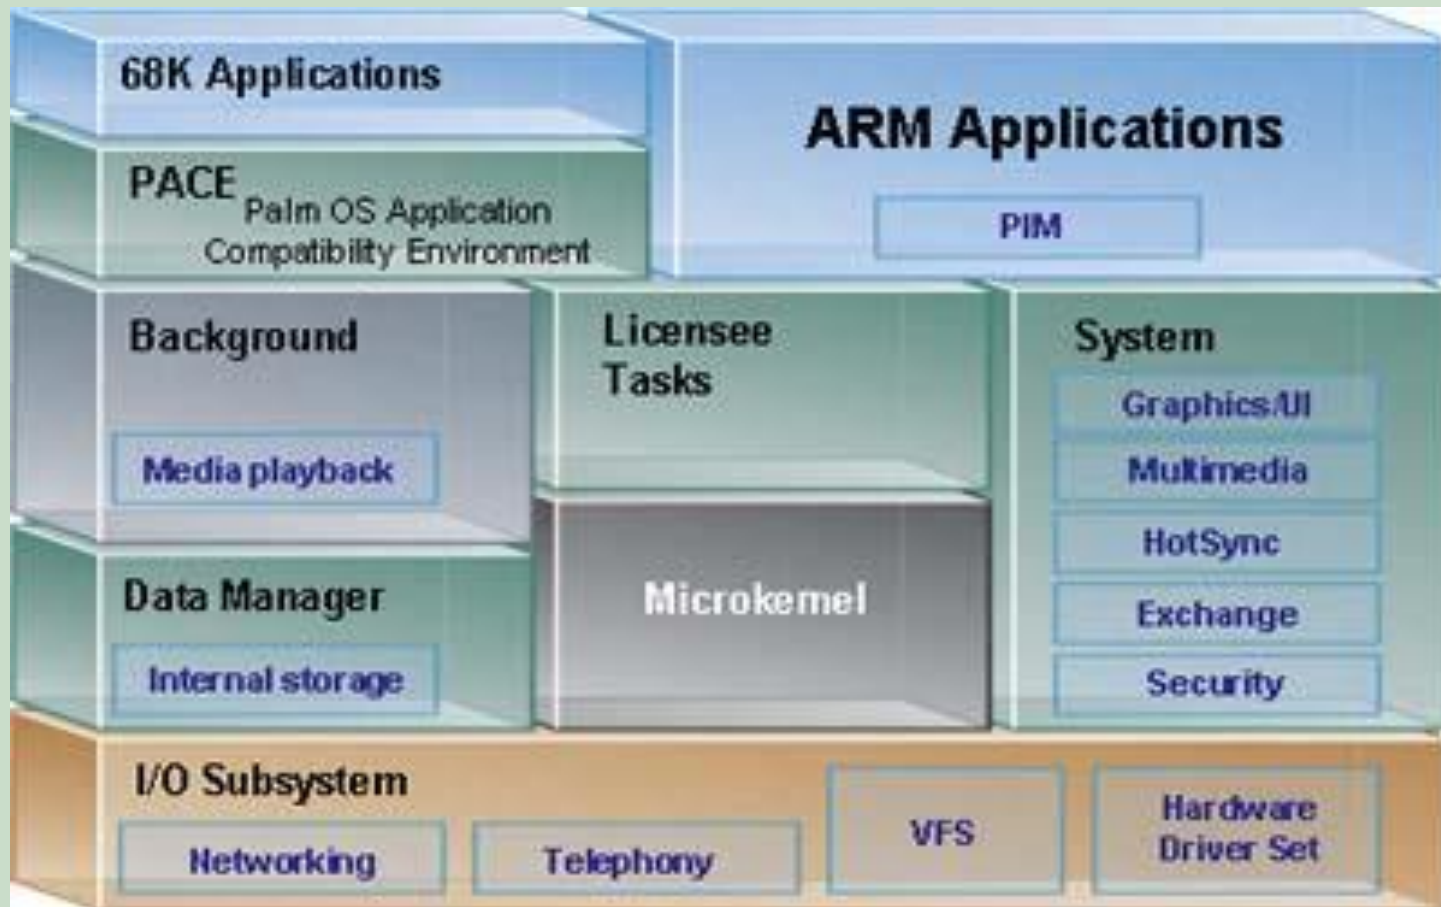 68K Applications
PACE
Palm OS Application
Compatibility Environment
ARM Applications
PIM
Background
Media playback
Licensee
Tasks
System
Graphics/UI
Multimedia
HotSync
Exchange
Security
Data Manager
Internal storage
Microkernel
I/O Subsystem
Networking
Telephony
VFS
Hardware
Driver Set